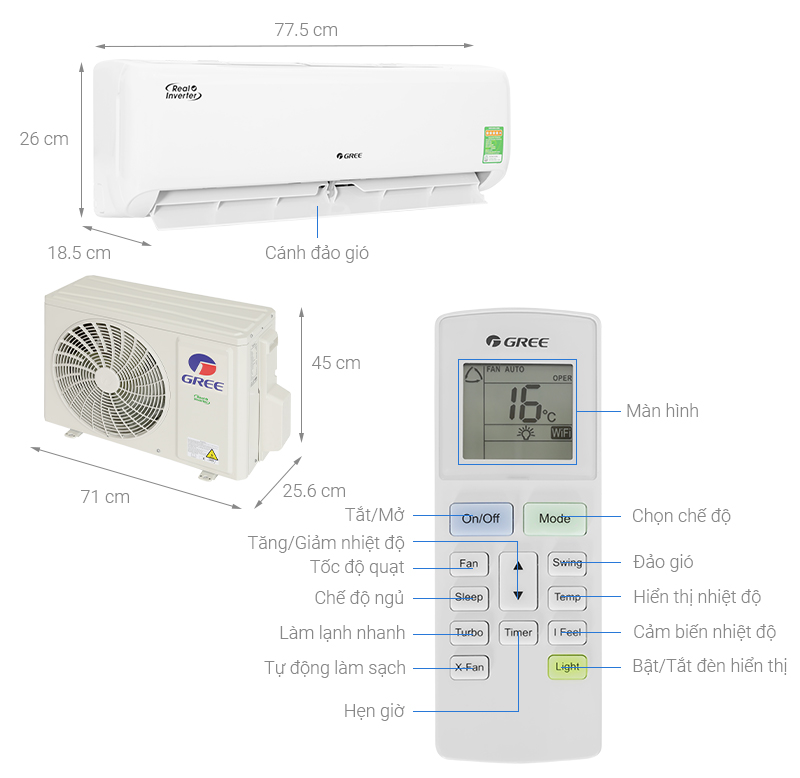 77.5 cm
Real
Inverter
26 cm
GREE
18.5 cm
Cánh đảo gió
GREE
45 cm
71 cm
25.6 cm
GREE
FAN AUTO
OPER
16°C
WiFi
Màn hình
Tắt/Mở
On/Off
Mode
Chọn chế độ
Tăng/Giảm nhiệt độ
Tốc độ quạt
Fan
Swing
Đảo gió
Chế độ ngủ
Sleep
Temp
Hiển thị nhiệt độ
Làm lạnh nhanh
Turbo
Timer
I Feel
Cảm biến nhiệt độ
Tự động làm sạch
X-Fan
Light
Bật/Tắt đèn hiển thị
Hẹn giờ